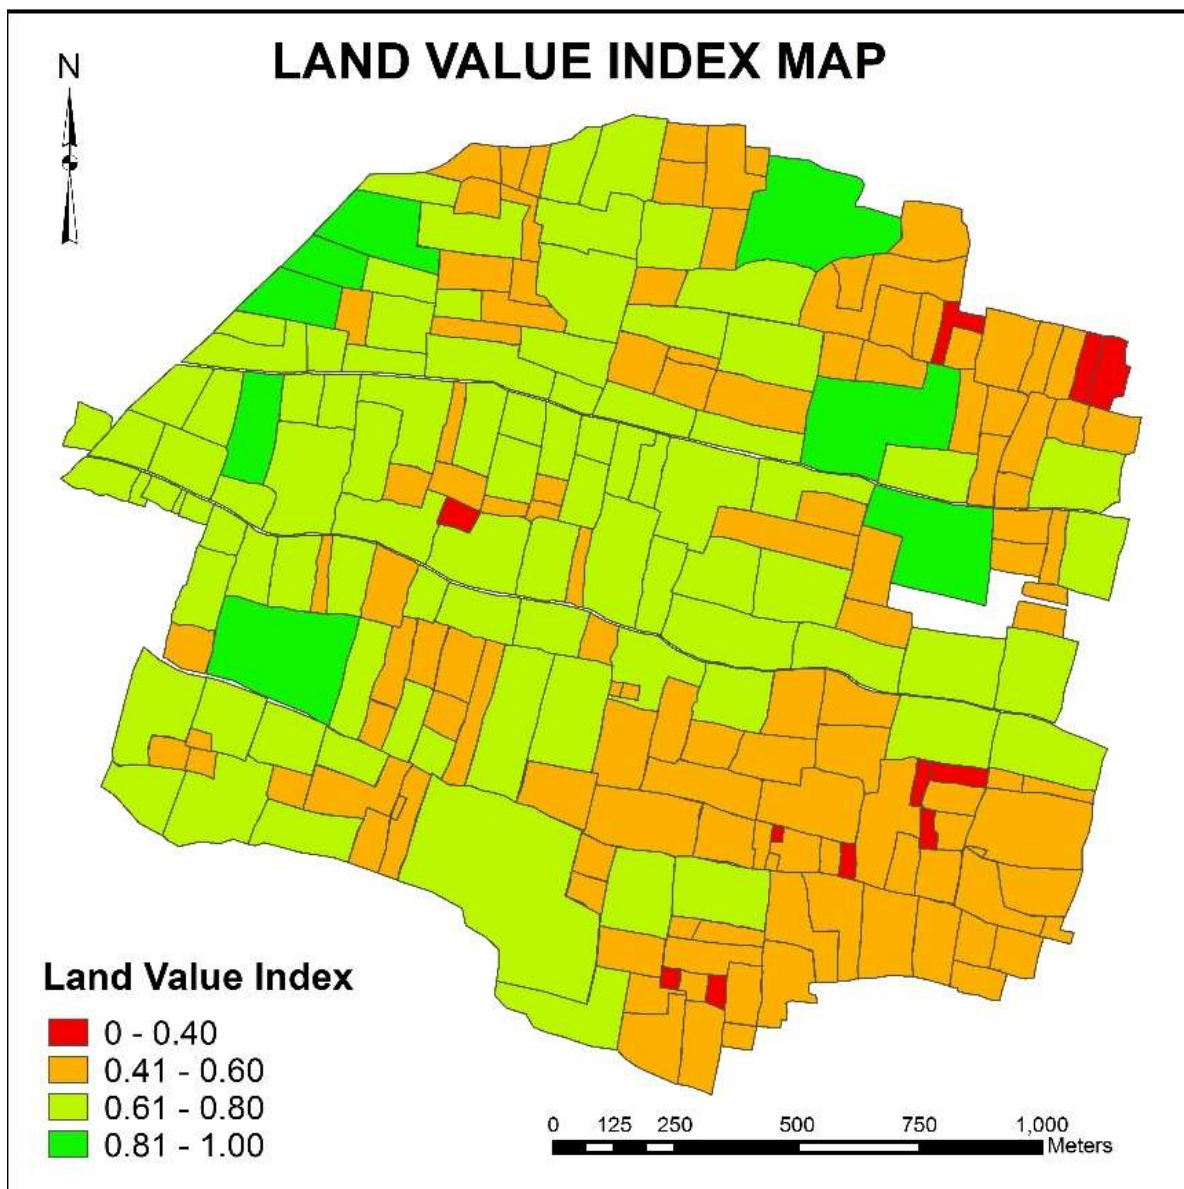 LAND VALUE INDEX MAP
N
Land Value Index
0 - 0.40
0.41 - 0.60
0.61 - 0.80
0.81 - 1.00
0 125 250 500 750 1,000
Meters